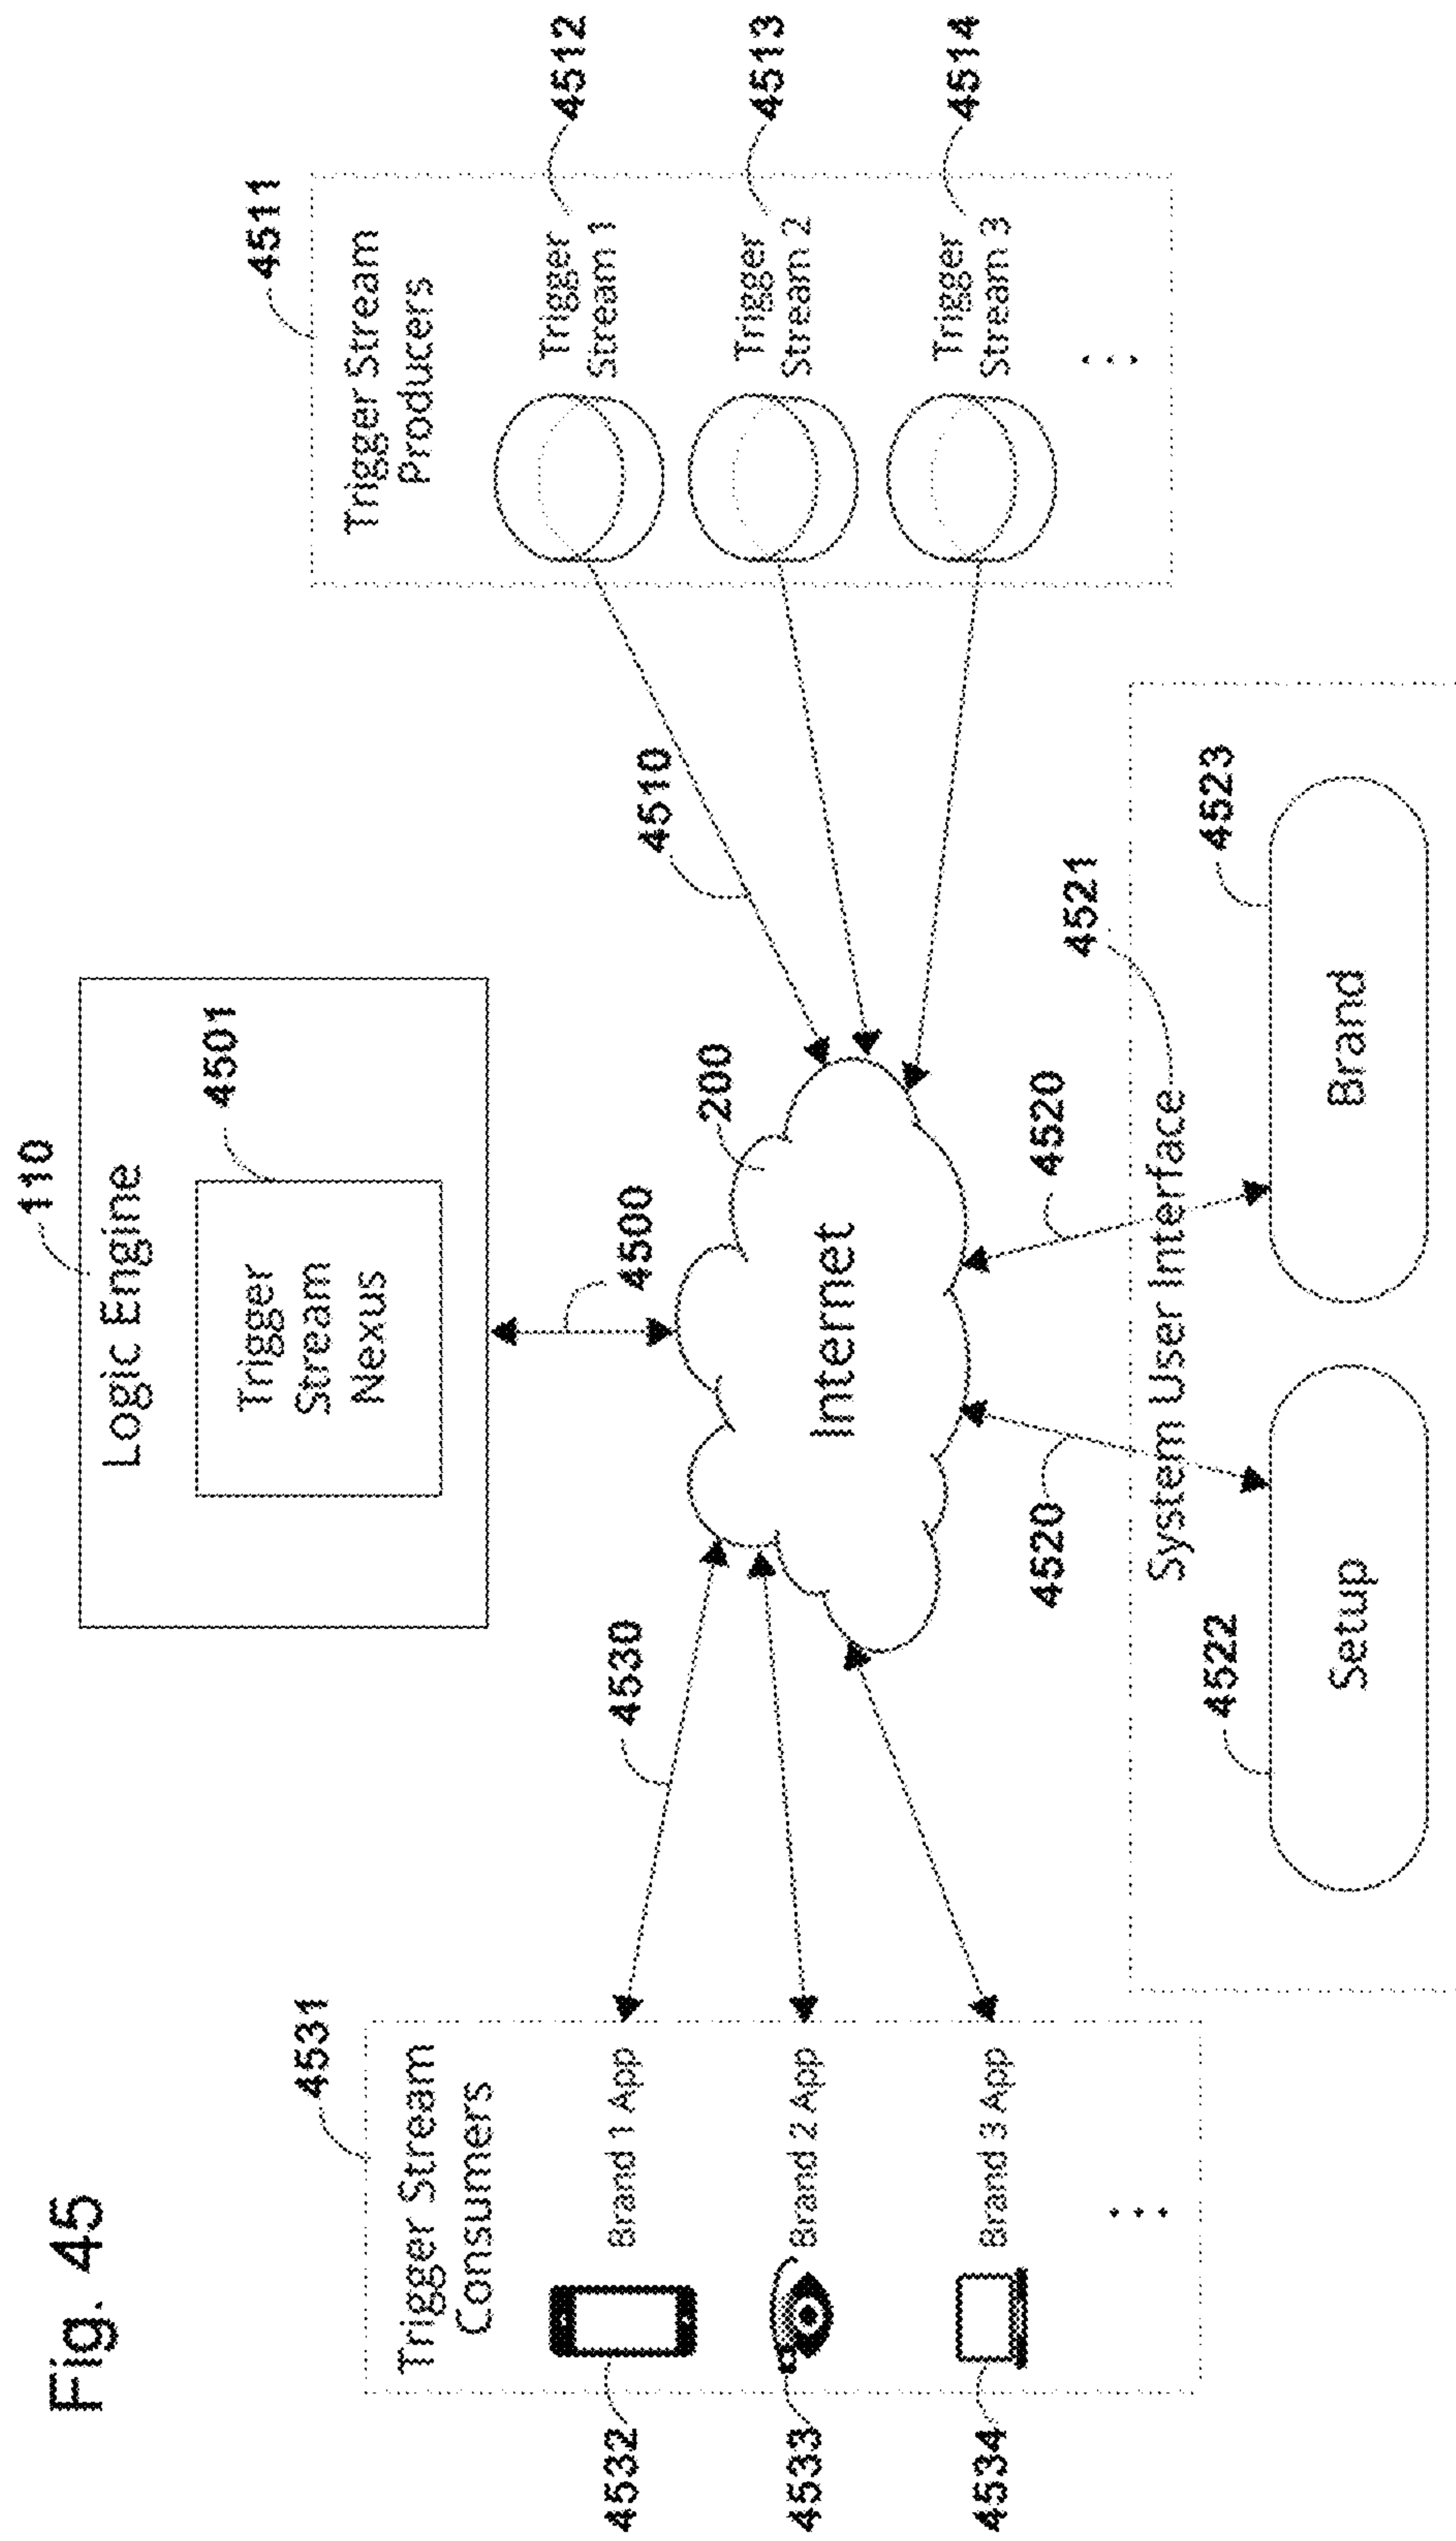 Fig. 45
110
Logic Engine
4501
Trigger
Stream
Nexus
4500
200
Internet
4531
Trigger Stream
Consumers
4532
Brand 1 App
4533
Brand 2 App
4534
Brand 3 App
4530
4511
Trigger Stream
Producers
Trigger
Stream 1
4512
Trigger
Stream 2
4513
Trigger
Stream 3
4514
4510
4520
4520
4521
System User Interface
4522
Setup
4523
Brand